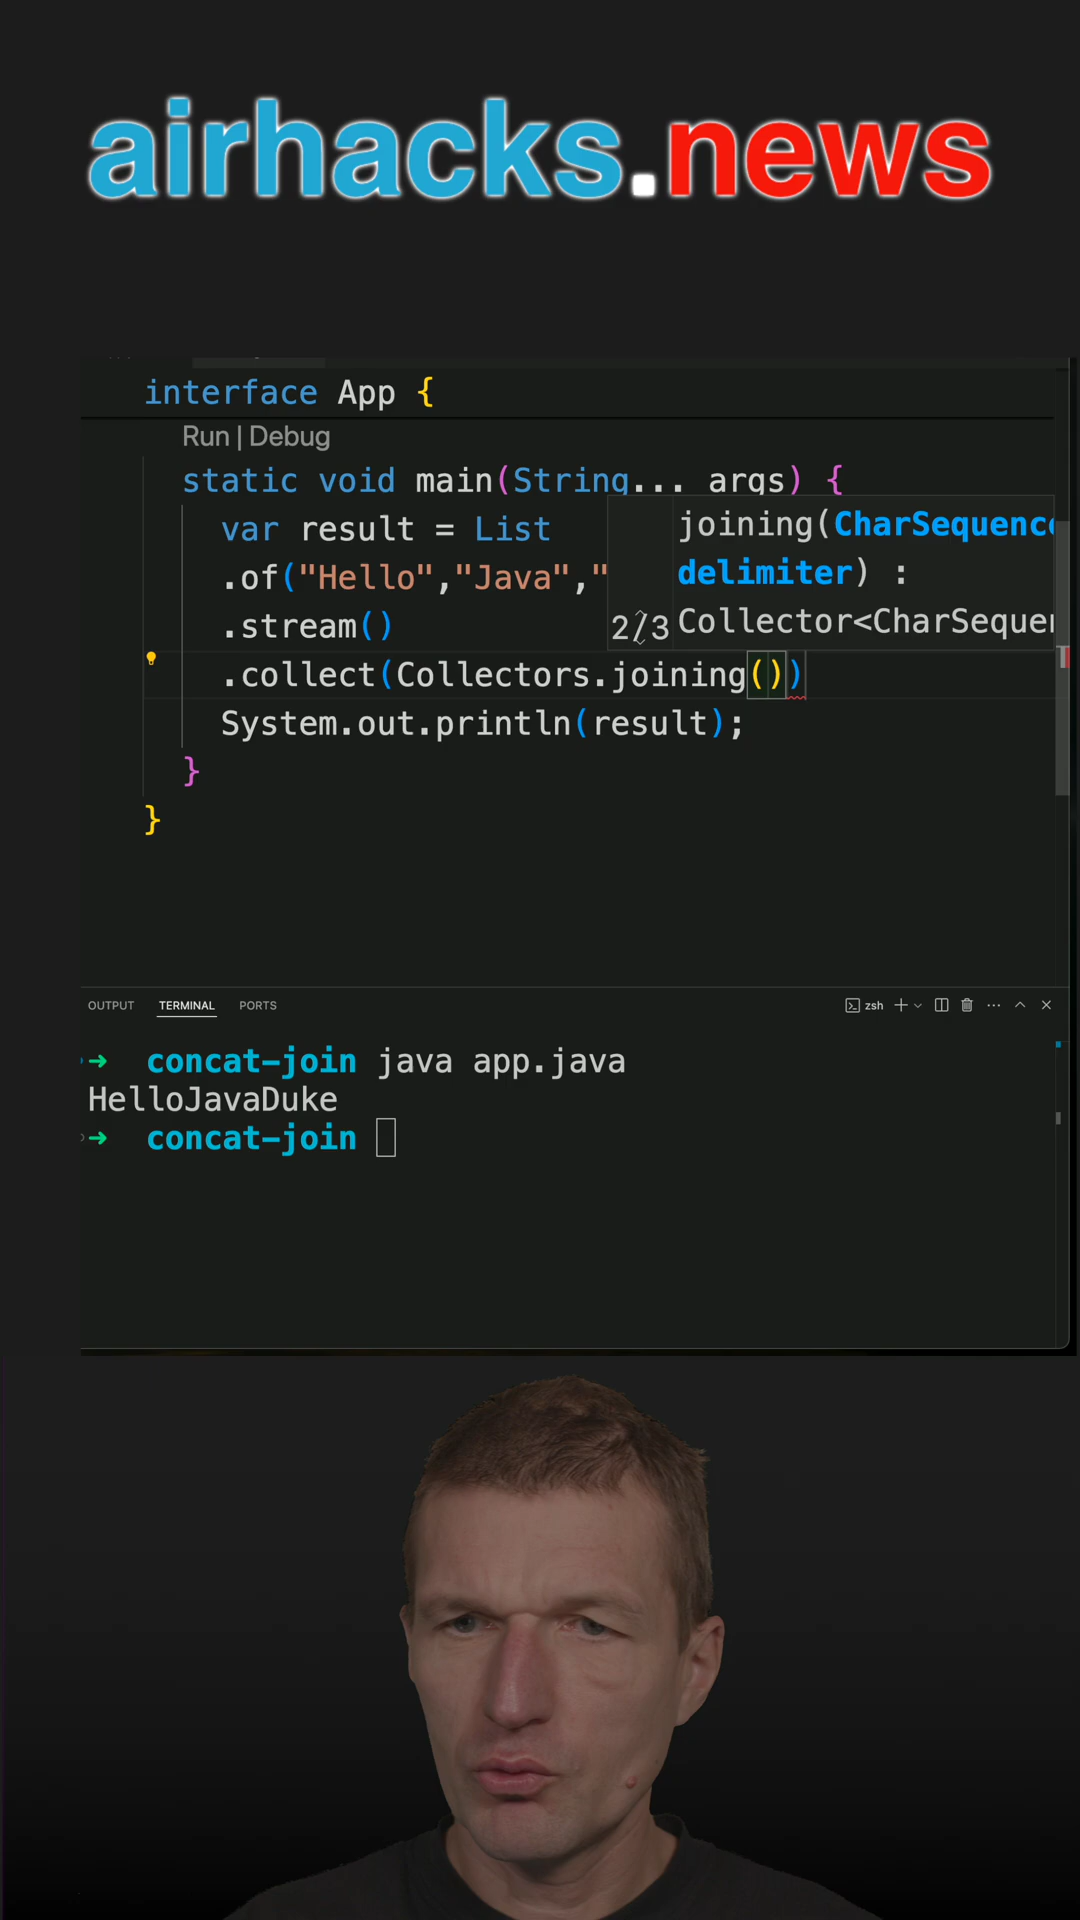 airhacks.news
interface App {
Run | Debug
static void main(String... args) {
var result = List
.of("Hello","Java","
.stream()
.collect(Collectors.joining())
System.out.println(result);
}
}
joining(CharSequence
delimiter) :
2/3 Collector<CharSequen
OUTPUT TERMINAL PORTS
zsh
➜ concat-join java app.java
HelloJavaDuke
➜ concat-join